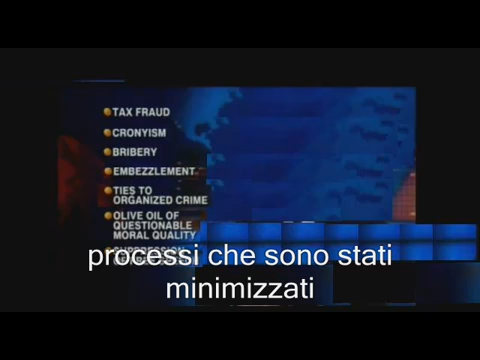 TAX FRAUD
CRONYISM
BRIBERY
EMBEZZLEMENT
TIES TO
ORGANIZED CRIME
OLIVE OIL OF
QUESTIONABLE
MORAL QUALITY
processi che sono stati
minimizzati